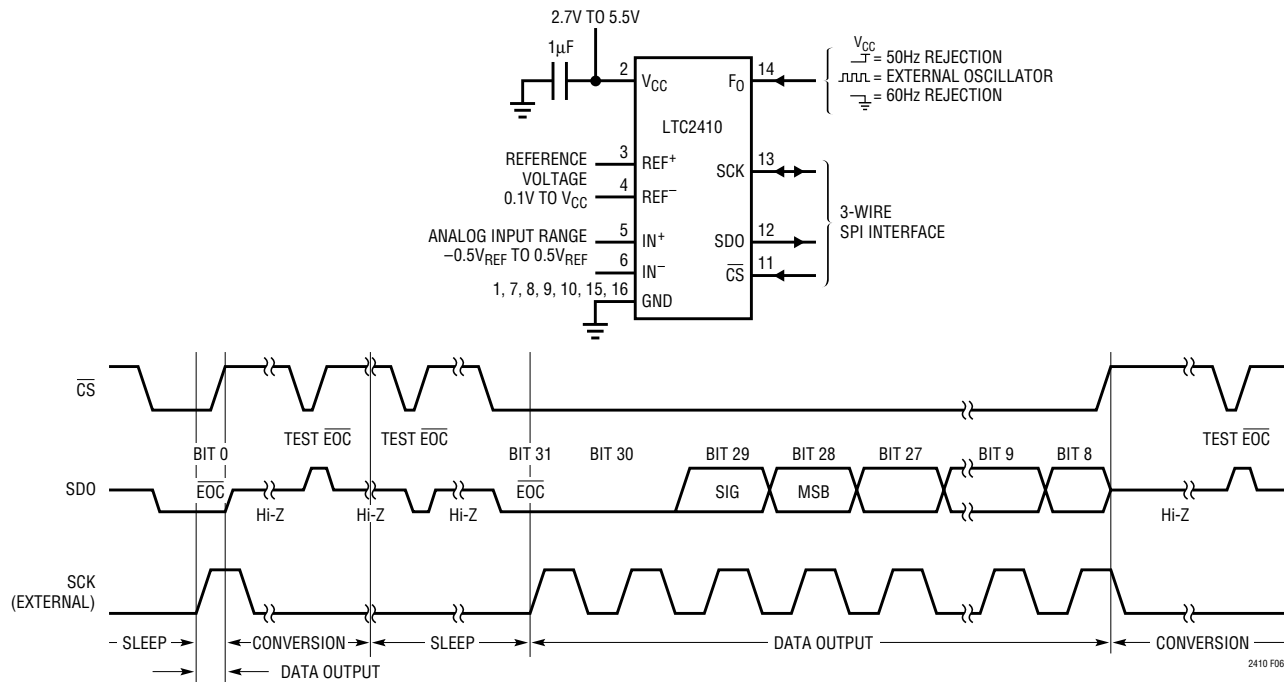 2.7V TO 5.5V
1µF
2
VCC
14
FO
VCC
= 50Hz REJECTION
= EXTERNAL OSCILLATOR
= 60Hz REJECTION
LTC2410
REFERENCE
VOLTAGE
0.1V TO VCC
3
REF+
4
REF–
SCK
13
ANALOG INPUT RANGE
–0.5VREF TO 0.5VREF
5
IN+
6
IN–
SDO
12
CS
11
3-WIRE
SPI INTERFACE
1, 7, 8, 9, 10, 15, 16
GND
CS
TEST EOC
TEST EOC
TEST EOC
BIT 0
BIT 31
BIT 30
BIT 29
BIT 28
BIT 27
BIT 9
BIT 8
SDO
EOC
EOC
SIG
MSB
Hi-Z
Hi-Z
Hi-Z
Hi-Z
SCK
(EXTERNAL)
SLEEP
CONVERSION
SLEEP
DATA OUTPUT
CONVERSION
DATA OUTPUT
2410 F06